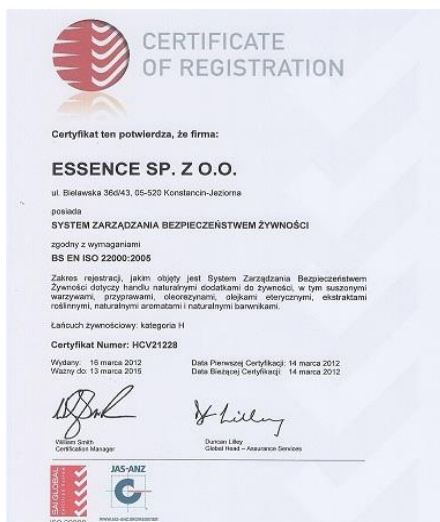 CERTIFICATE
OF REGISTRATION
Certyfikat ten potwierdza, że firma:
ESSENCE SP. Z O.O.
ul. Bielawska 36d/43, 05-520 Konstancin-Jeziorna
posiada
SYSTEM ZARZĄDZANIA BEZPIECZEŃSTWEM ŻYWNOŚCI
zgodny z wymaganiami
BS EN ISO 22000:2005
Zakres rejestracji, jakim objęty jest System Zarządzania Bezpieczeństwem
Żywności dotyczy handlu naturalnymi dodatkami do żywności, w tym suszonymi
warzywami, przyprawami, oleorezynami, olejkami eterycznymi, ekstraktami
roślinnymi, naturalnymi aromatami i naturalnymi barwnikami.
Łańcuch żywnościowy: kategoria H
Certyfikat Numer: HCV21228
Wydany: 16 marca 2012 Data Pierwszej Certyfikacji: 14 marca 2012
Ważny do: 13 marca 2015 Data Bieżącej Certyfikacji: 14 marca 2012
William Smith Duncan Lilley
Certification Manager Global Head – Assurance Services
SAI GLOBAL
JAS-ANZ
C
ISO 22000